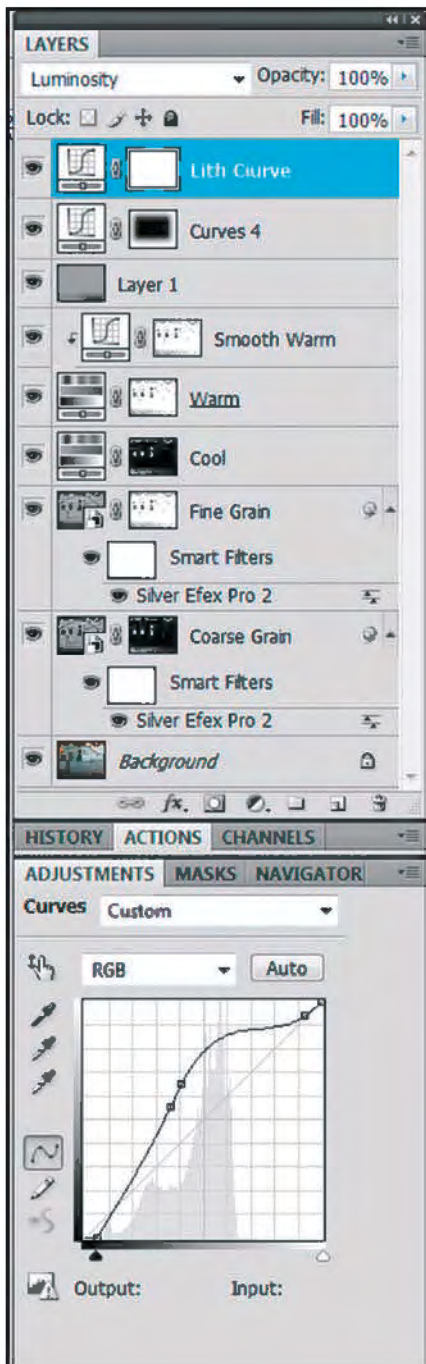 LAYERS
Luminosity Opacity: 100%
Lock: Fill: 100%
Lith Ciurve
Curves 4
Layer 1
Smooth Warm
Warm
Cool
Fine Grain
Smart Filters
Silver Efex Pro 2
Coarse Grain
Smart Filters
Silver Efex Pro 2
Background
fx.
HISTORY ACTIONS CHANNELS
ADJUSTMENTS MASKS NAVIGATOR
Curves Custom
RGB Auto
Output: Input: